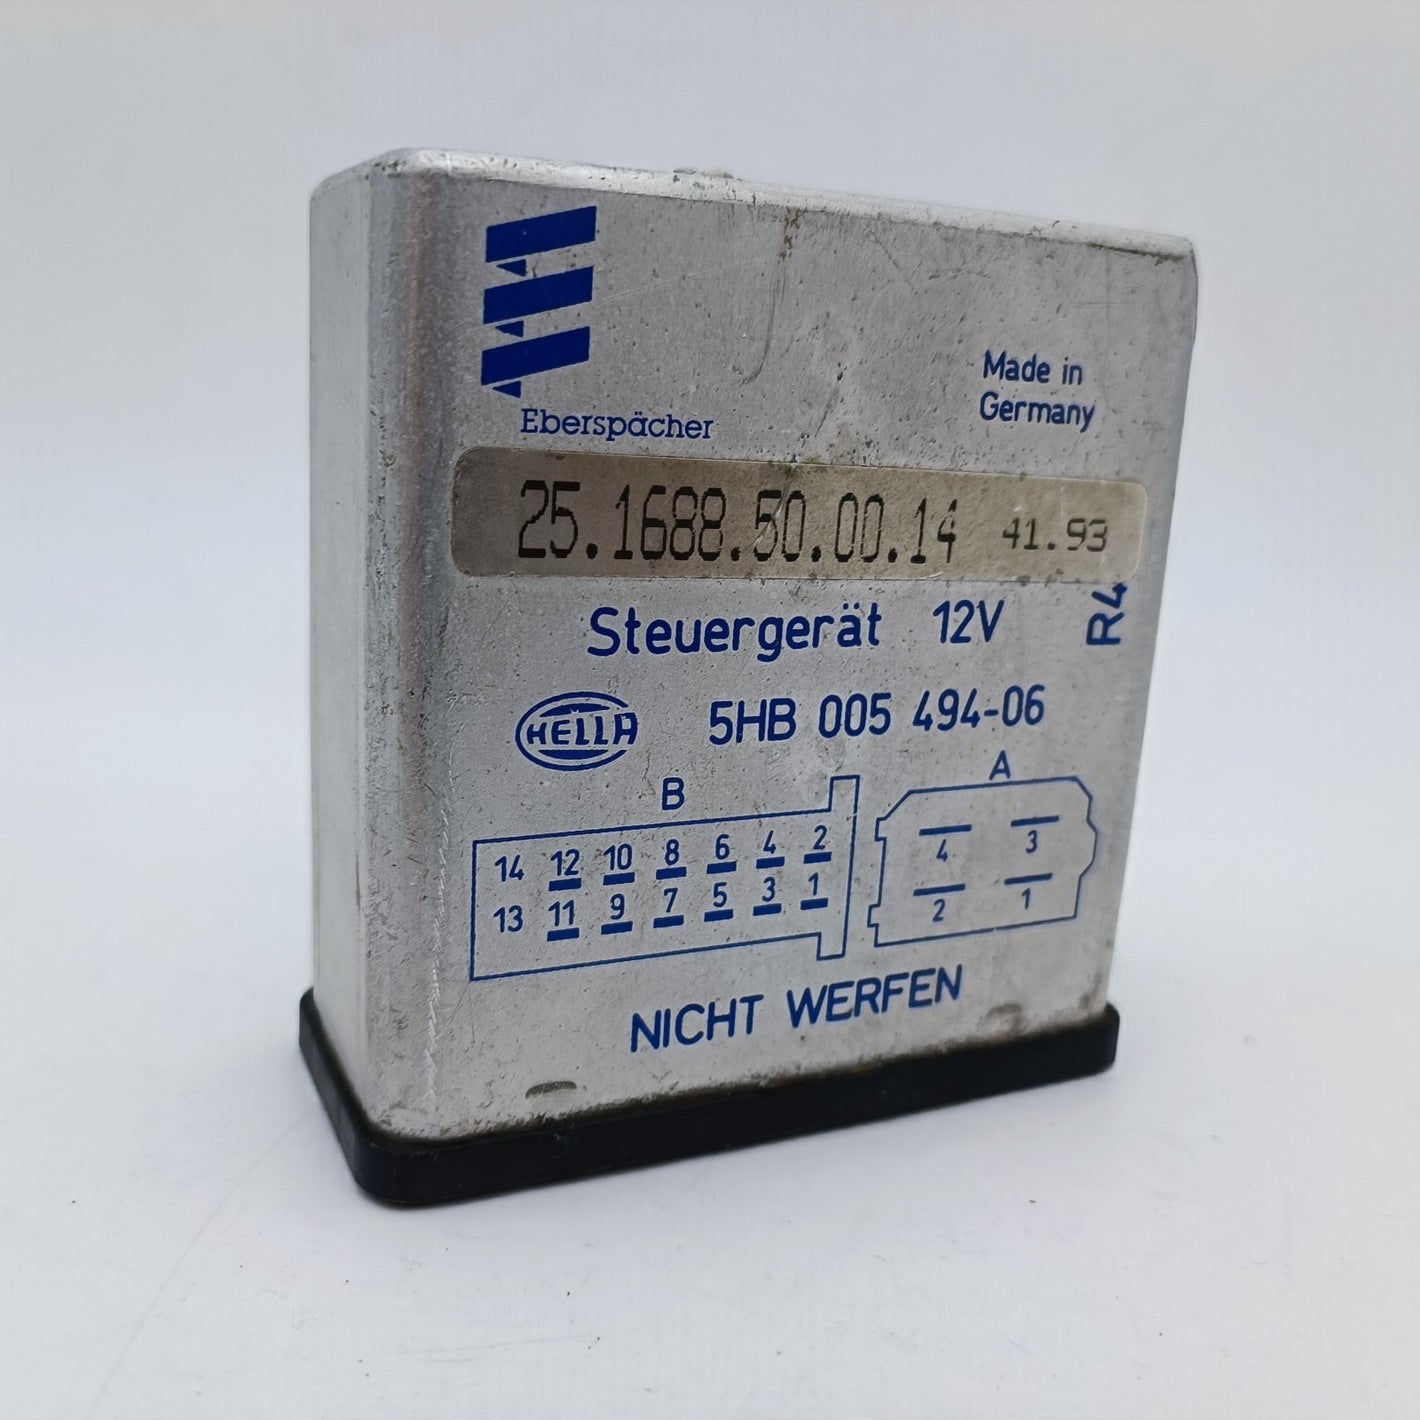 Made in
Germany
Eberspächer
25.1688.50.00.14 41.93
Steuergerät 12V
R4
HELLA 5HB 005 494-06
B A
14 12 10 8 6 4 2
13 11 9 7 5 3 1
4 3
2 1
NICHT WERFEN